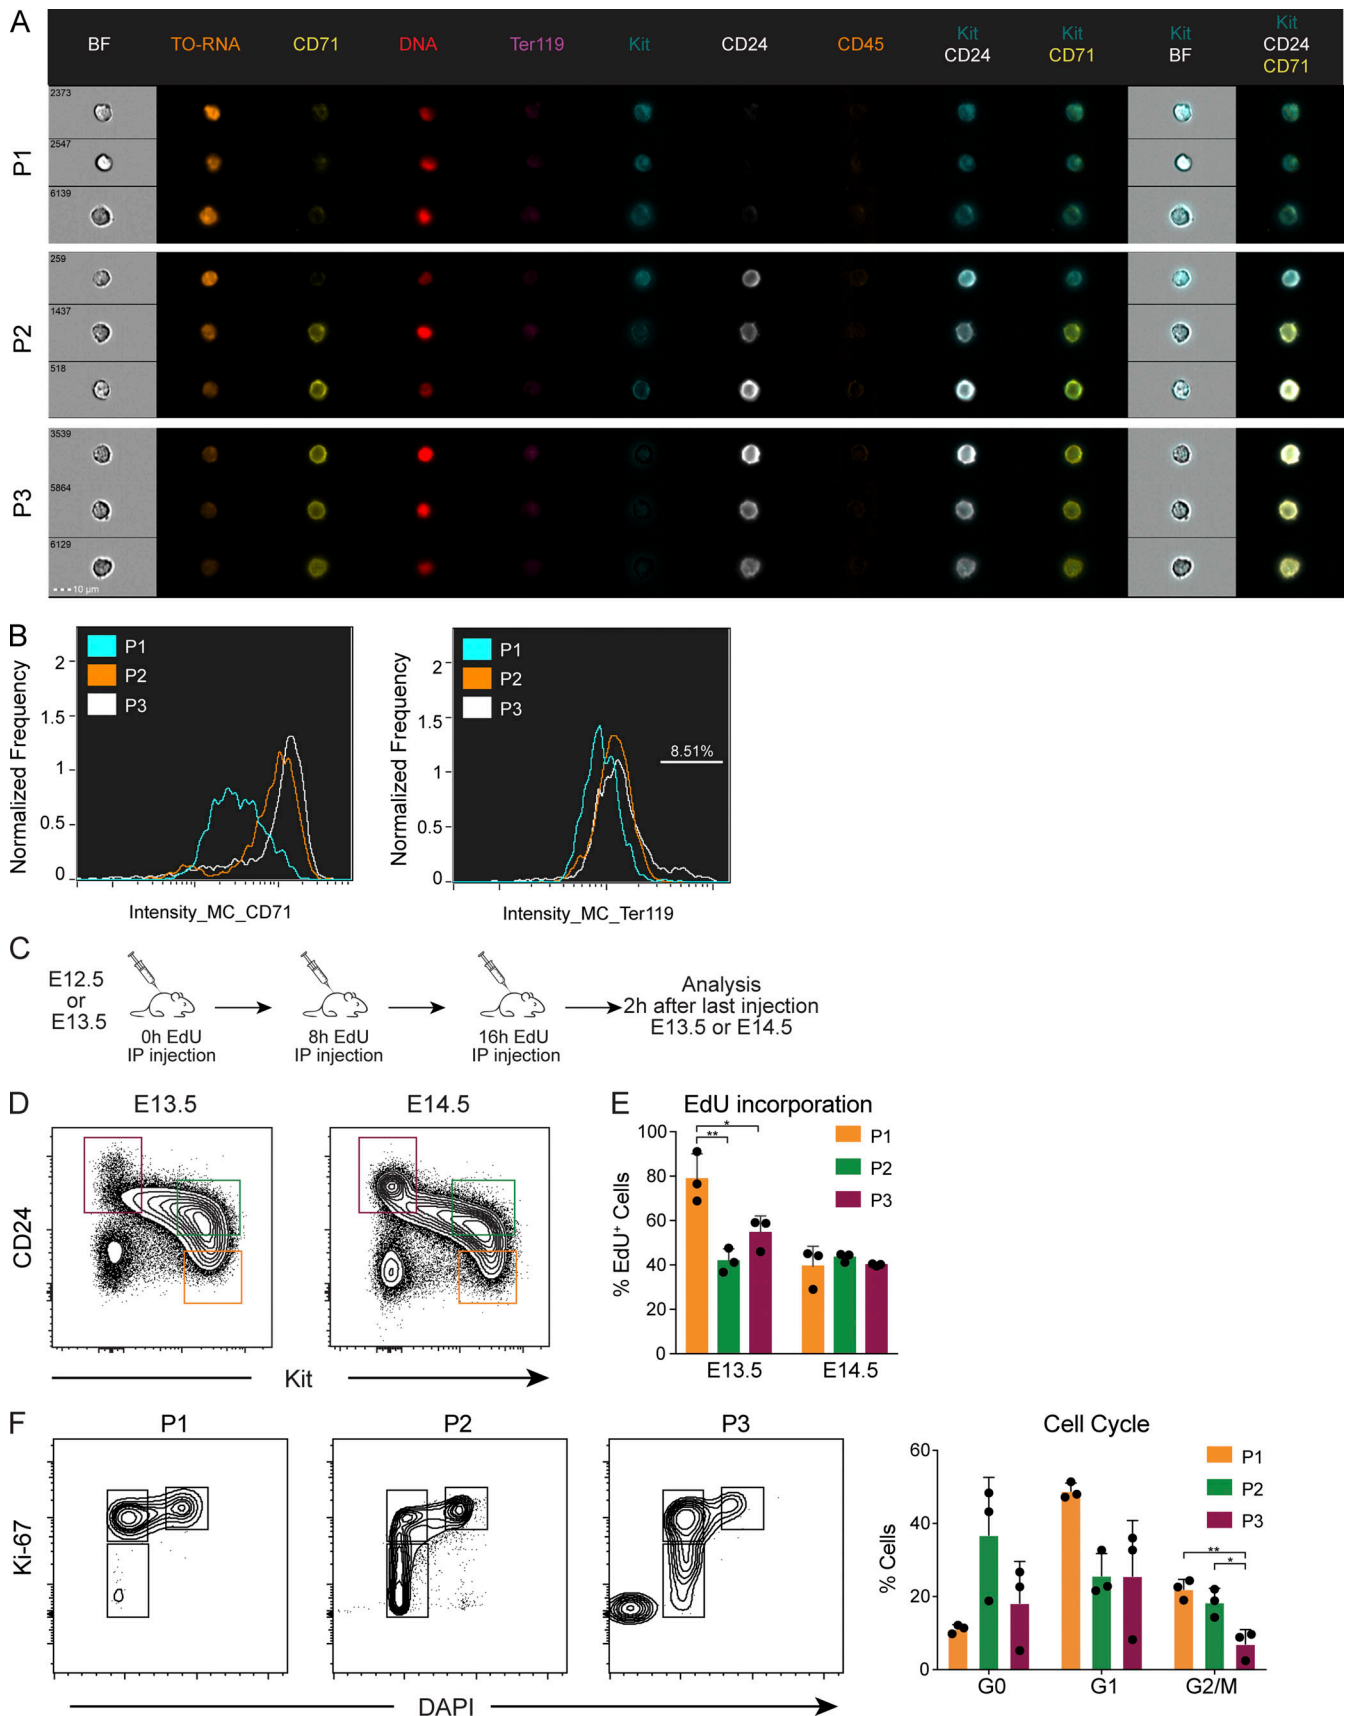 A
BF TO-RNA CD71 DNA Ter119 Kit CD24 CD45 Kit CD24 Kit CD71 Kit BF Kit CD24 CD71
P1
2373
2547
6139
P2
259
1437
518
P3
3539
5864
6129
10 µm
B
Normalized Frequency
2
1.5
1
0.5
0
P1
P2
P3
Intensity_MC_CD71
Normalized Frequency
2
1.5
1
0.5
0
P1
P2
P3
8.51%
Intensity_MC_Ter119
C
E12.5
or
E13.5
0h EdU
IP injection
8h EdU
IP injection
16h EdU
IP injection
Analysis
2h after last injection
E13.5 or E14.5
D
E13.5
E14.5
CD24
Kit
E
EdU incorporation
% EdU⁺ Cells
100
80
60
40
20
0
**
*
P1
P2
P3
E13.5
E14.5
F
P1
P2
P3
Ki-67
DAPI
Cell Cycle
% Cells
60
40
20
0
P1
P2
P3
**
*
G0
G1
G2/M